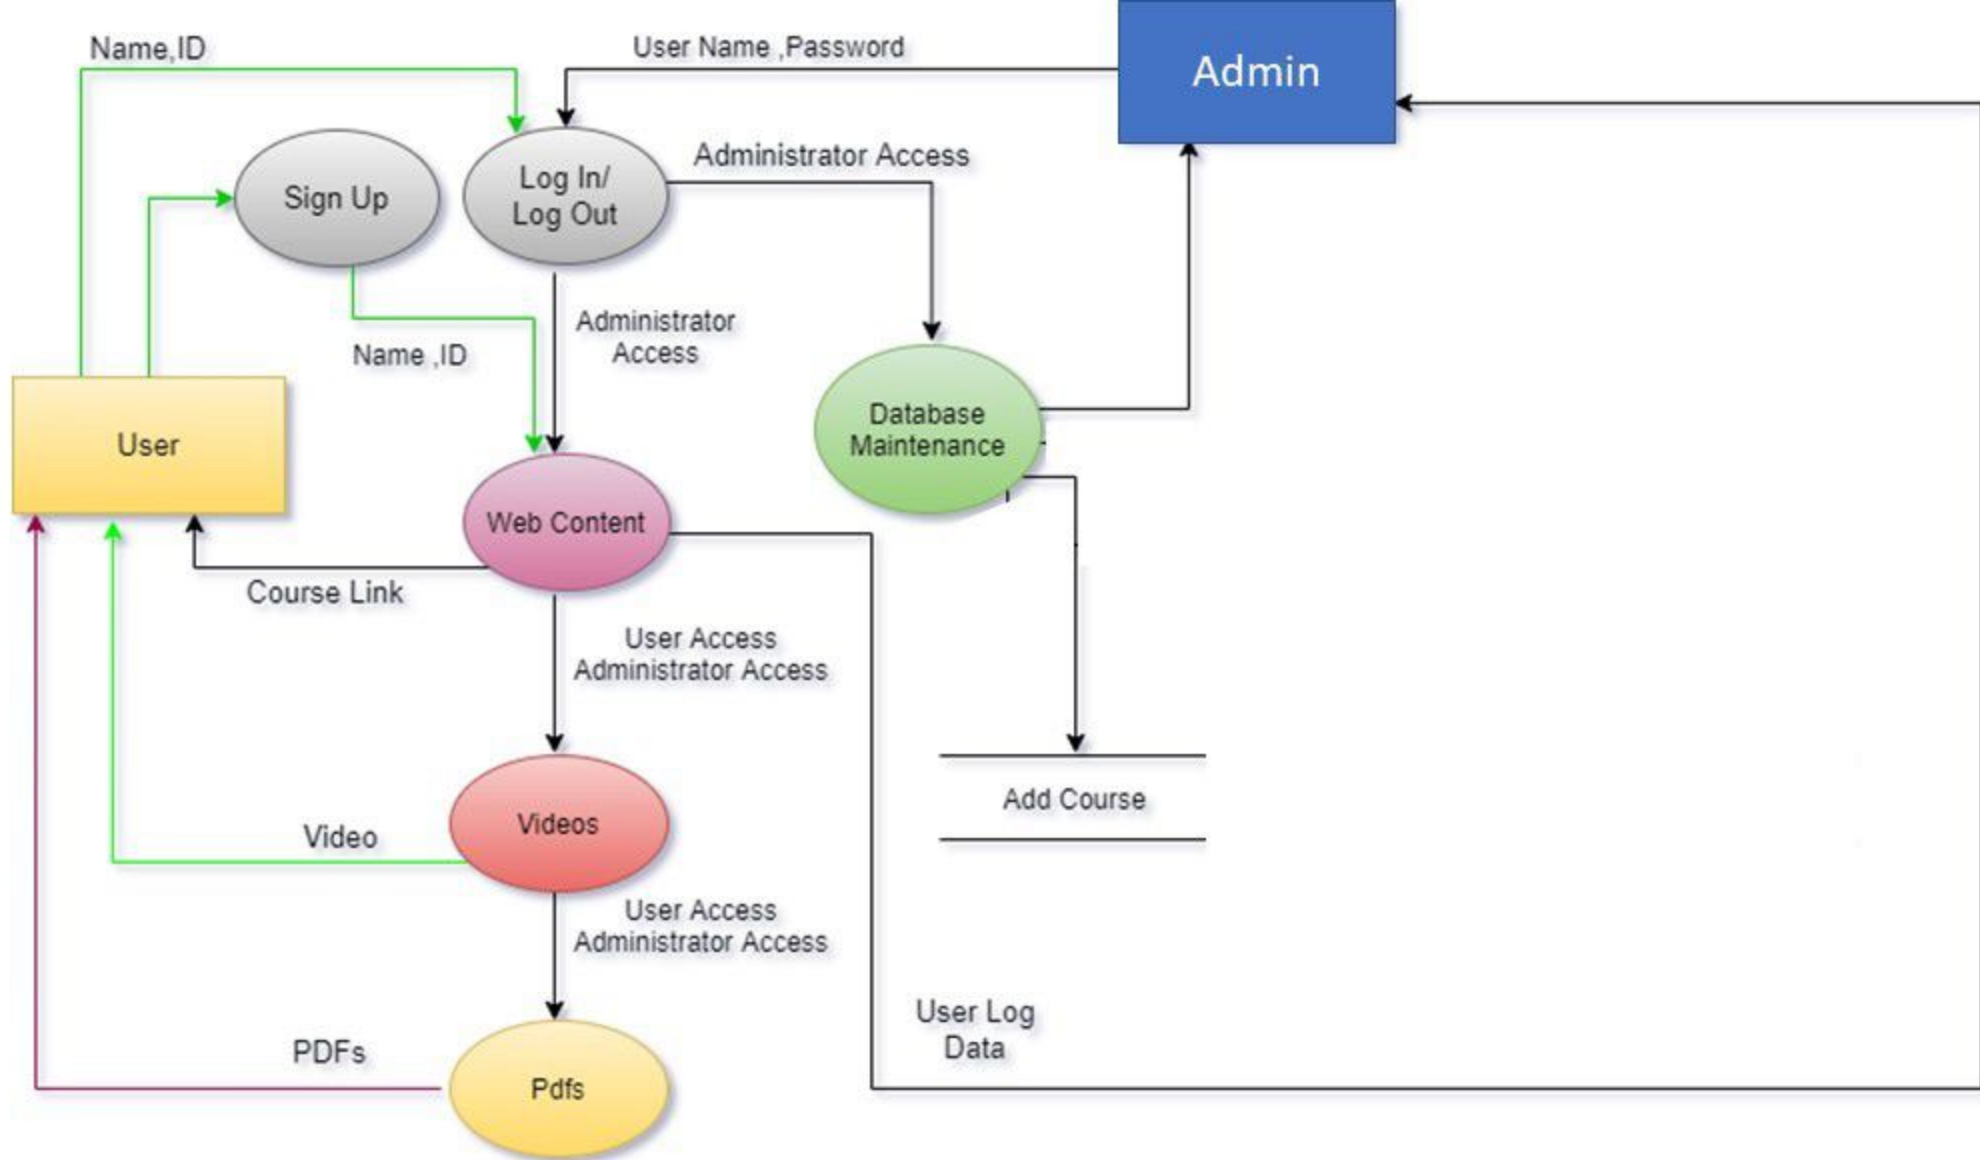 Name,ID
User Name ,Password
Admin
Administrator Access
Sign Up
Log In/
Log Out
Administrator
Access
Name ,ID
User
Database
Maintenance
Web Content
Course Link
User Access
Administrator Access
Videos
Add Course
Video
User Access
Administrator Access
User Log
Data
PDFs
Pdfs